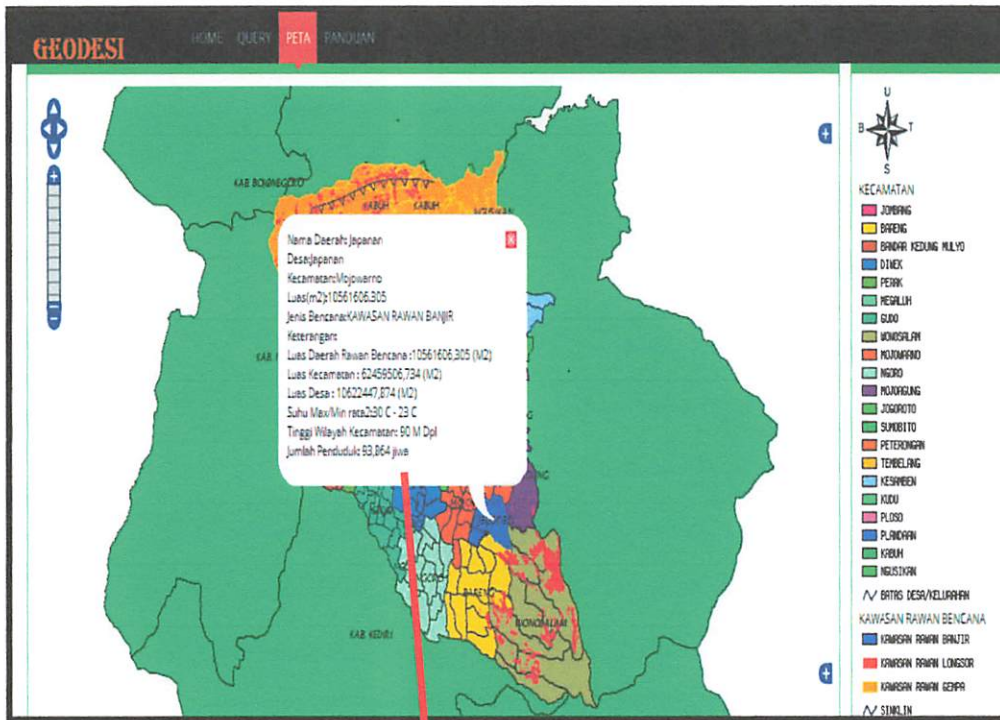 GEODESI
HOME QUERY PETA PANDUAN
U
B T
S
KAB. BOJONEGORO
KABUH KABUH
NGUSIKAN
Nama Daerah: Japanan
Desa:Japanan
Kecamatan:Mojowarno
Luas(m2):10561606.305
Jenis Bencana:KAWASAN RAWAN BANJIR
Keterangan:
Luas Daerah Rawan Bencana :10561606,305 (M2)
Luas Kecamatan : 62459506,734 (M2)
Luas Desa : 10622447,874 (M2)
Suhu Max/Min rata2:30 C - 23 C
Tinggi Wilayah Kecamatan: 90 M Dpl
Jumlah Penduduk: 93,864 jiwa
NGORO
BARENG
WONOSALAM
KAB. KEDIRI
KECAMATAN
JOMBANG
BARENG
BANDAR KEDUNG MULYO
DIWEK
PERAK
MEGALUH
GUDO
WONOSALAM
MOJOWARNO
NGORO
MOJOAGUNG
JOGOROTO
SUMOBITO
PETERONGAN
TEMBELANG
KESAMBEN
KUDU
PLOSO
PLANDAAN
KABUH
NGUSIKAN
BATAS DESA/KELURAHAN
KAWASAN RAWAN BENCANA
KAWASAN RAWAN BANJIR
KAWASAN RAWAN LONGSOR
KAWASAN RAWAN GEMPA
SINKLIN